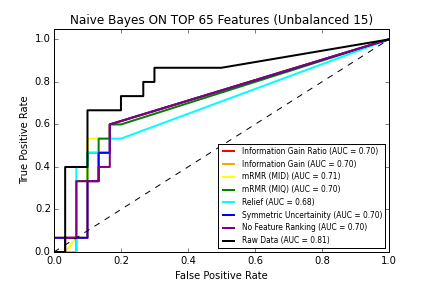 Naive Bayes ON TOP 65 Features (Unbalanced 15)
1.0
0.8
0.6
0.4
0.2
0.0
True Positive Rate
Information Gain Ratio (AUC = 0.70)
Information Gain (AUC = 0.70)
mRMR (MID) (AUC = 0.71)
mRMR (MIQ) (AUC = 0.70)
Relief (AUC = 0.68)
Symmetric Uncertainity (AUC = 0.70)
No Feature Ranking (AUC = 0.70)
Raw Data (AUC = 0.81)
0.0 0.2 0.4 0.6 0.8 1.0
False Positive Rate